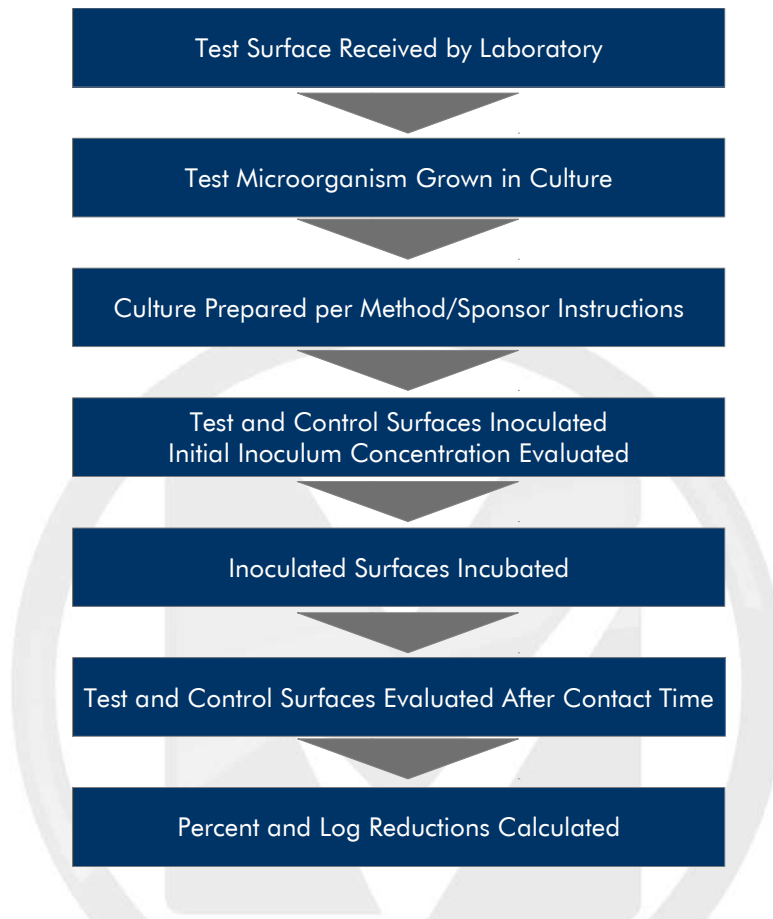 Test Surface Received by Laboratory
Test Microorganism Grown in Culture
Culture Prepared per Method/Sponsor Instructions
Test and Control Surfaces Inoculated
Initial Inoculum Concentration Evaluated
Inoculated Surfaces Incubated
Test and Control Surfaces Evaluated After Contact Time
Percent and Log Reductions Calculated